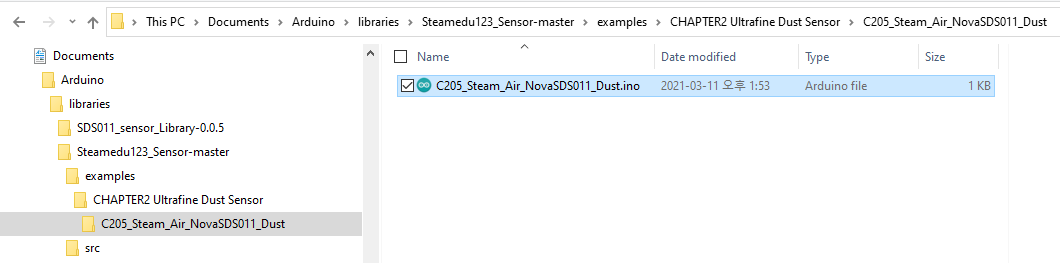 This PC > Documents > Arduino > libraries > Steamedu123_Sensor-master > examples > CHAPTER2 Ultrafine Dust Sensor > C205_Steam_Air_NovaSDS011_Dust
Documents
Arduino
libraries
SDS011_sensor_Library-0.0.5
Steamedu123_Sensor-master
examples
CHAPTER2 Ultrafine Dust Sensor
C205_Steam_Air_NovaSDS011_Dust
src
Name Date modified Type Size
C205_Steam_Air_NovaSDS011_Dust.ino 2021-03-11 오후 1:53 Arduino file 1 KB